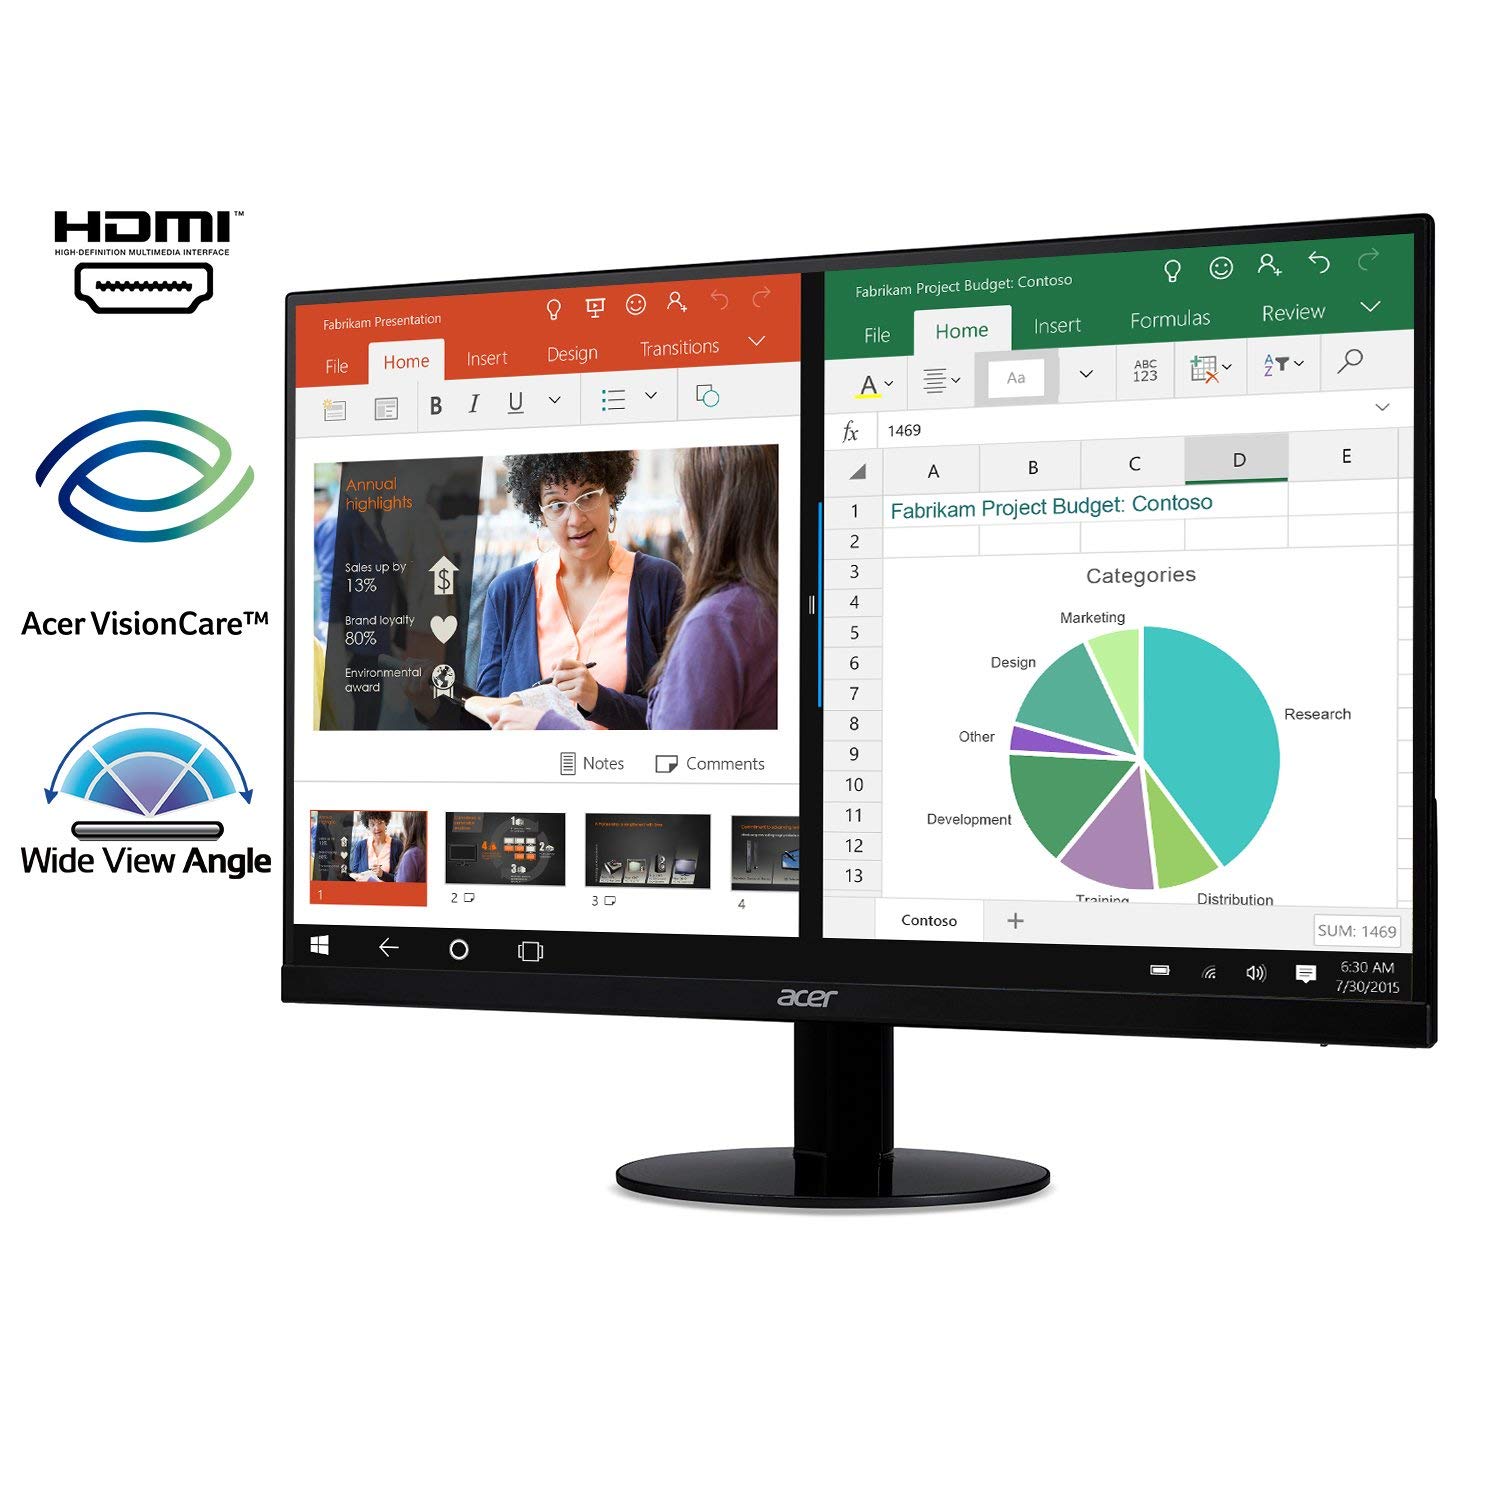 HDMI™
HIGH-DEFINITION MULTIMEDIA INTERFACE
Acer VisionCare™
Wide View Angle
Fabrikam Presentation
File Home Insert Design Transitions
B I U
Annual
highlights
Sales up by
13%
$
Brand loyalty
80%
Environmental
award
Notes Comments
1
2
3
4
Fabrikam Project Budget: Contoso
File Home Insert Formulas Review
A Aa ABC
123
A
Z
fx 1469
A B C D E
1 Fabrikam Project Budget: Contoso
2
3
4
5
6
7
8
9
10
11
12
13
Categories
Marketing
Design
Research
Other
Development
Training
Distribution
Contoso +
SUM: 1469
6:30 AM
7/30/2015
acer